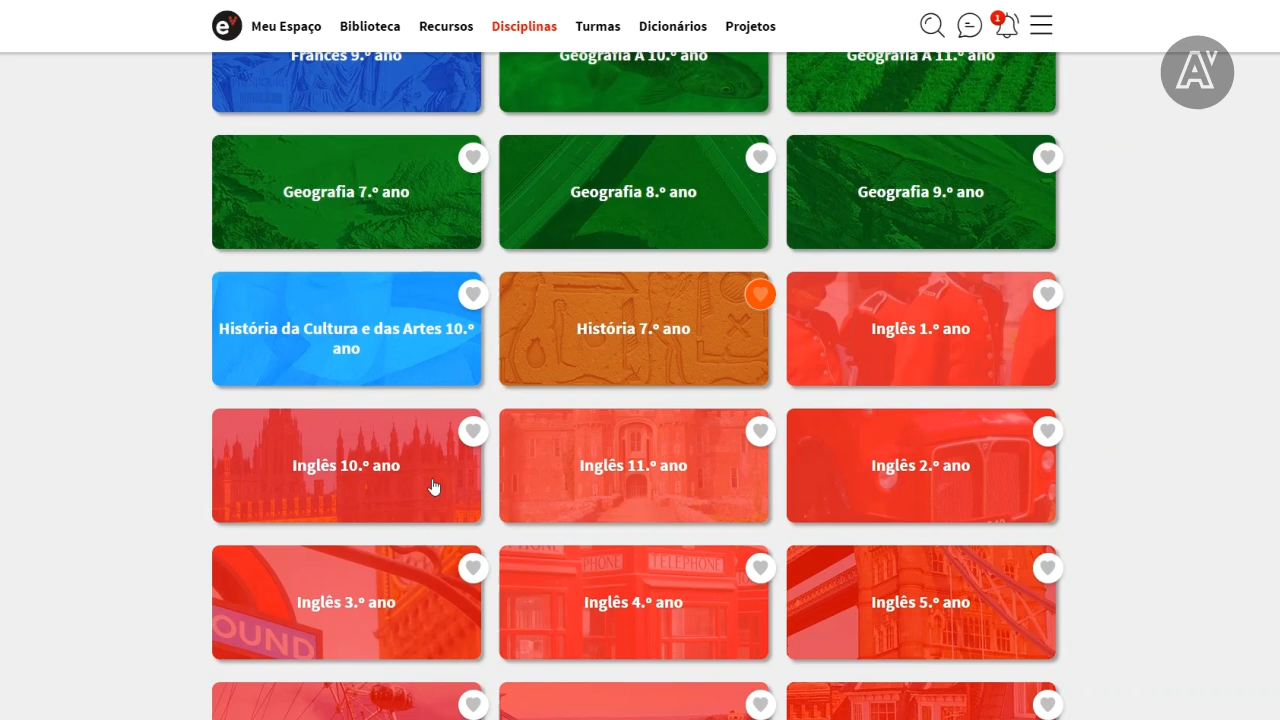 ev
Meu Espaço Biblioteca Recursos Disciplinas Turmas Dicionários Projetos
1
AV
Francês 9.º ano
Geografia A 10.º ano
Geografia A 11.º ano
Geografia 7.º ano
Geografia 8.º ano
Geografia 9.º ano
História da Cultura e das Artes 10.º
ano
História 7.º ano
Inglês 1.º ano
Inglês 10.º ano
Inglês 11.º ano
Inglês 2.º ano
Inglês 3.º ano
OUND
Inglês 4.º ano
PHONE
PHONE
TELEPHONE
Inglês 5.º ano